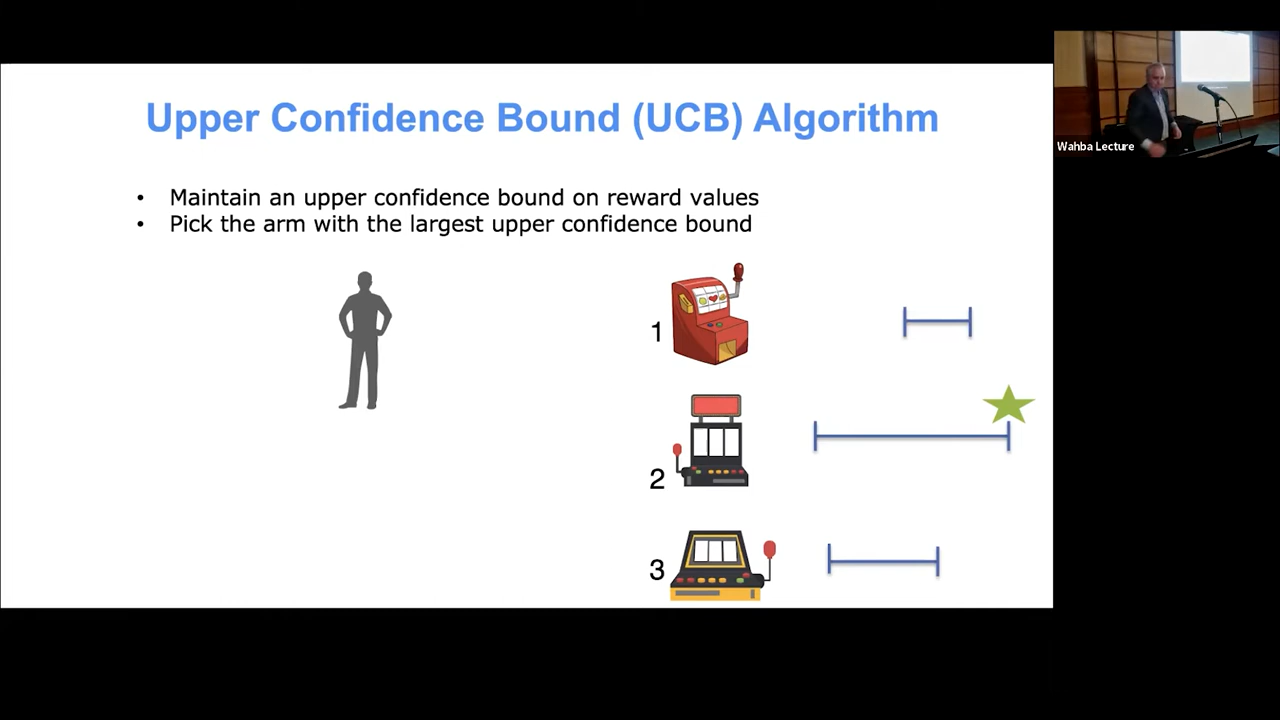 Upper Confidence Bound (UCB) Algorithm
• Maintain an upper confidence bound on reward values
• Pick the arm with the largest upper confidence bound
1
2
3
Wahba Lecture